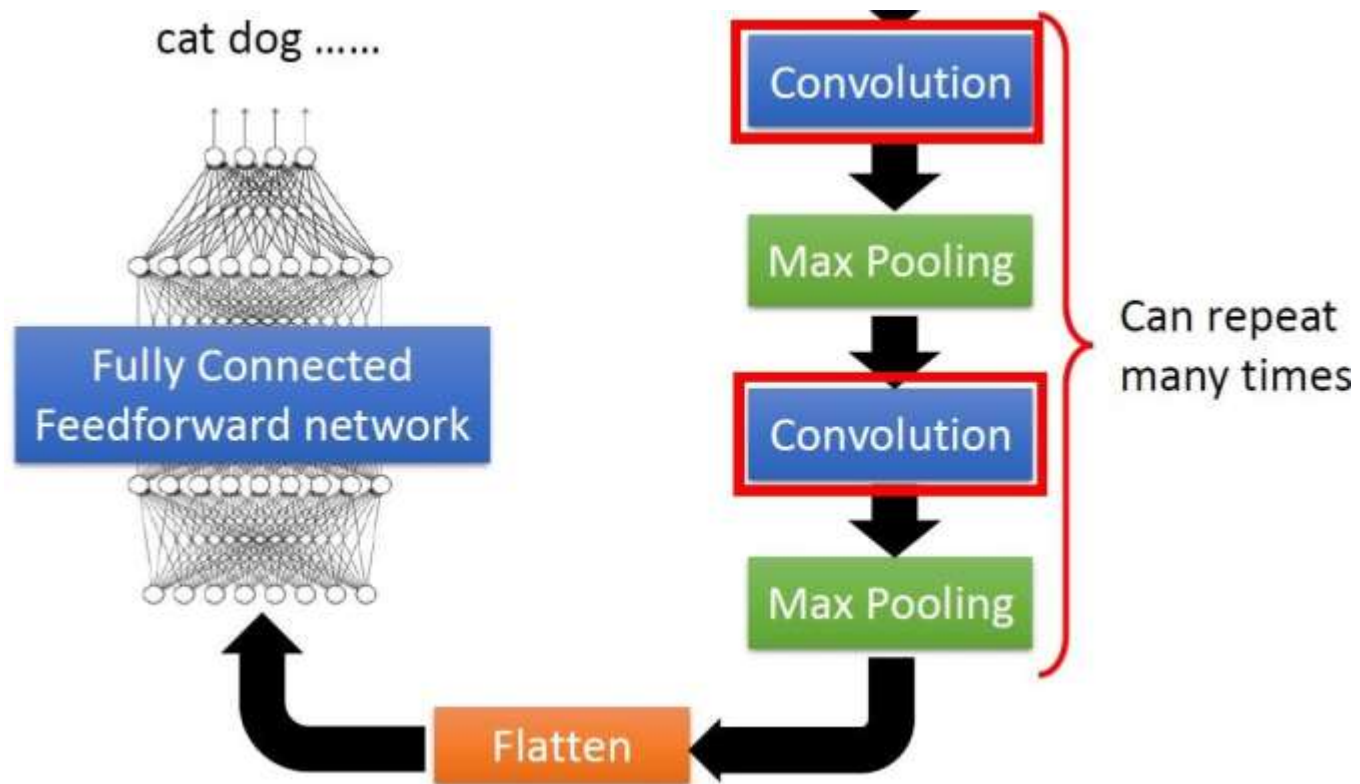 cat dog ......
Convolution
Max Pooling
Convolution
Max Pooling
Can repeat
many times
Flatten
Fully Connected
Feedforward network